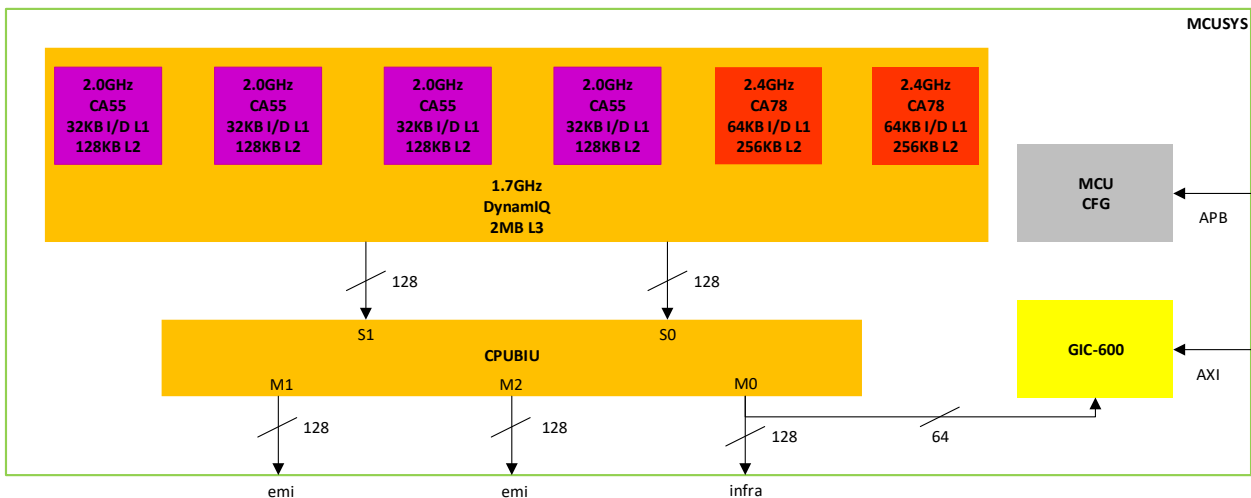 MCUSYS
2.0GHz
CA55
32KB I/D L1
128KB L2
2.0GHz
CA55
32KB I/D L1
128KB L2
2.0GHz
CA55
32KB I/D L1
128KB L2
2.0GHz
CA55
32KB I/D L1
128KB L2
2.4GHz
CA78
64KB I/D L1
256KB L2
2.4GHz
CA78
64KB I/D L1
256KB L2
1.7GHz
DynamIQ
2MB L3
MCU
CFG
APB
128
128
S1
S0
CPUBIU
M1
M2
M0
GIC-600
AXI
128
128
128
64
emi
emi
infra